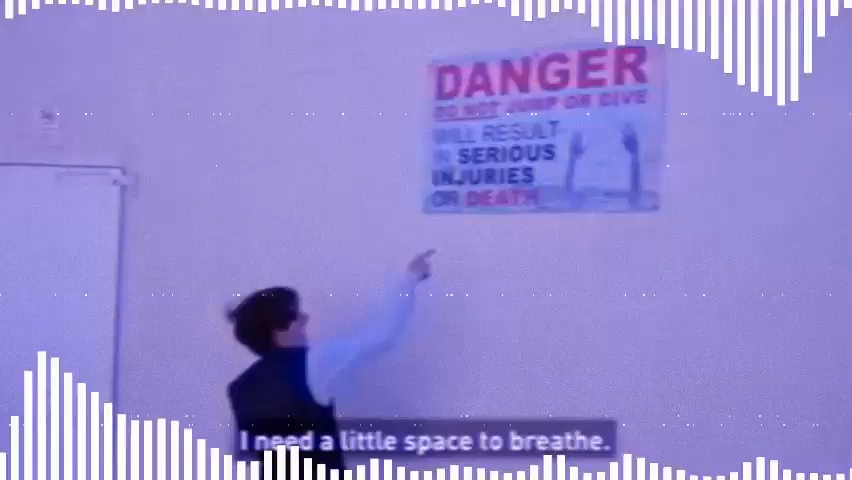 DANGER
DO NOT JUMP OR DIVE
WILL RESULT
IN SERIOUS
INJURIES
OR DEATH
I need a little space to breathe.